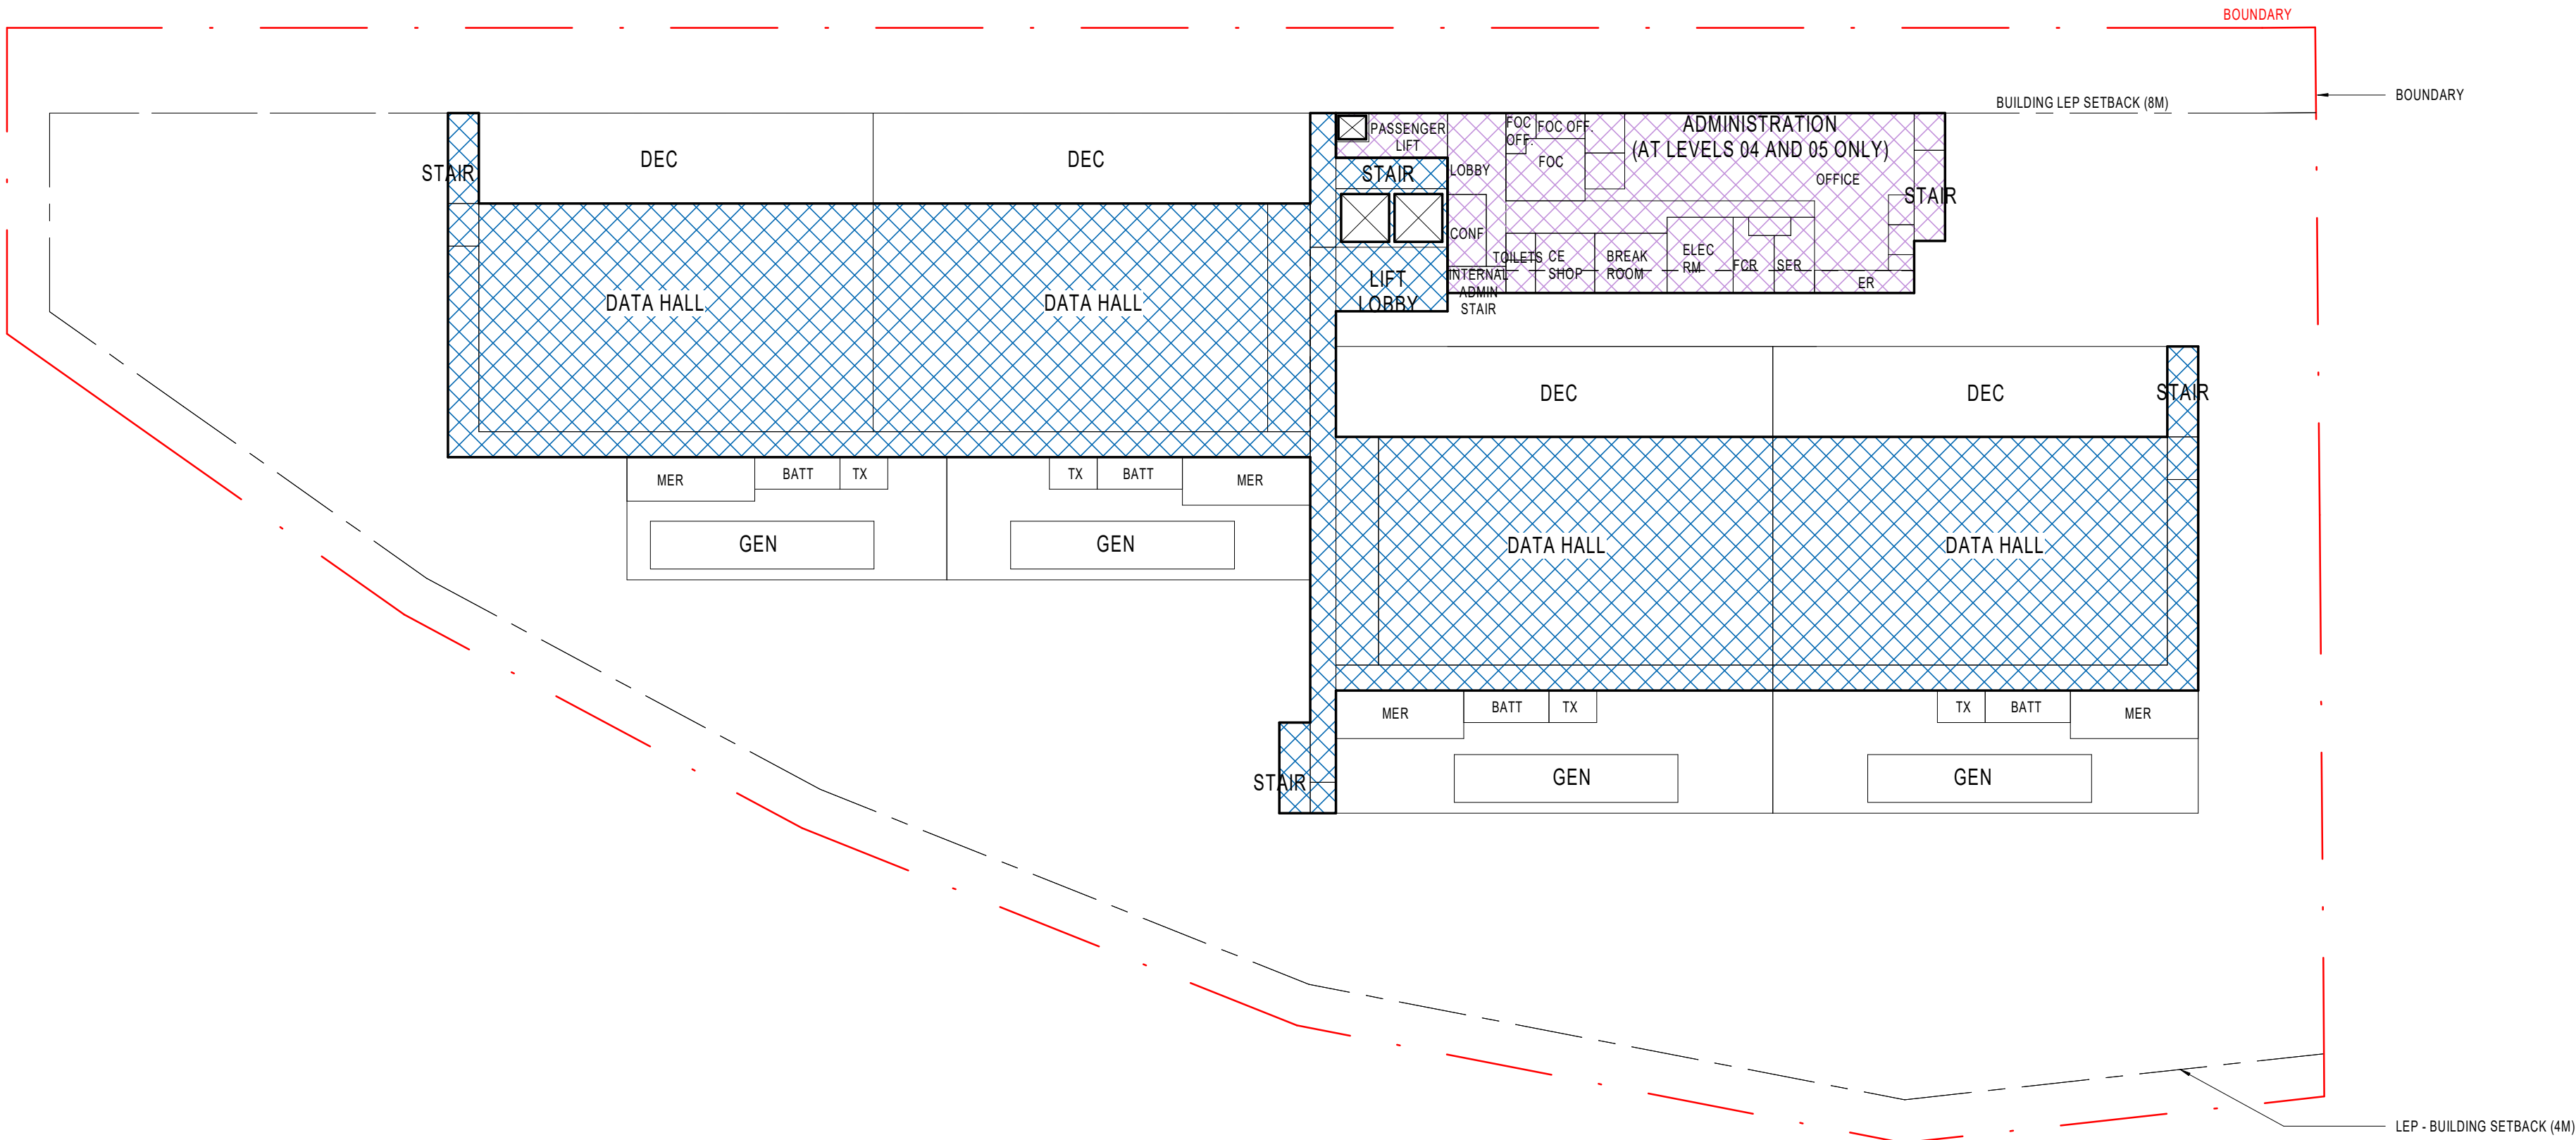 BOUNDARY
BOUNDARY
BUILDING LEP SETBACK (8M)
PASSENGER
LIFT
FOC
OFF.
FOC OFF.
ADMINISTRATION
(AT LEVELS 04 AND 05 ONLY)
DEC
DEC
STAIR
STAIR
LOBBY
FOC
OFFICE
STAIR
CONF
TOILETS
CE
SHOP
BREAK
ROOM
ELEC
RM
FCR
SER
ER
INTERNAL
ADMIN
STAIR
LIFT
LOBBY
DATA HALL
DATA HALL
DEC
DEC
STAIR
MER
BATT
TX
TX
BATT
MER
GEN
GEN
DATA HALL
DATA HALL
MER
BATT
TX
TX
BATT
MER
STAIR
GEN
GEN
LEP - BUILDING SETBACK (4M)